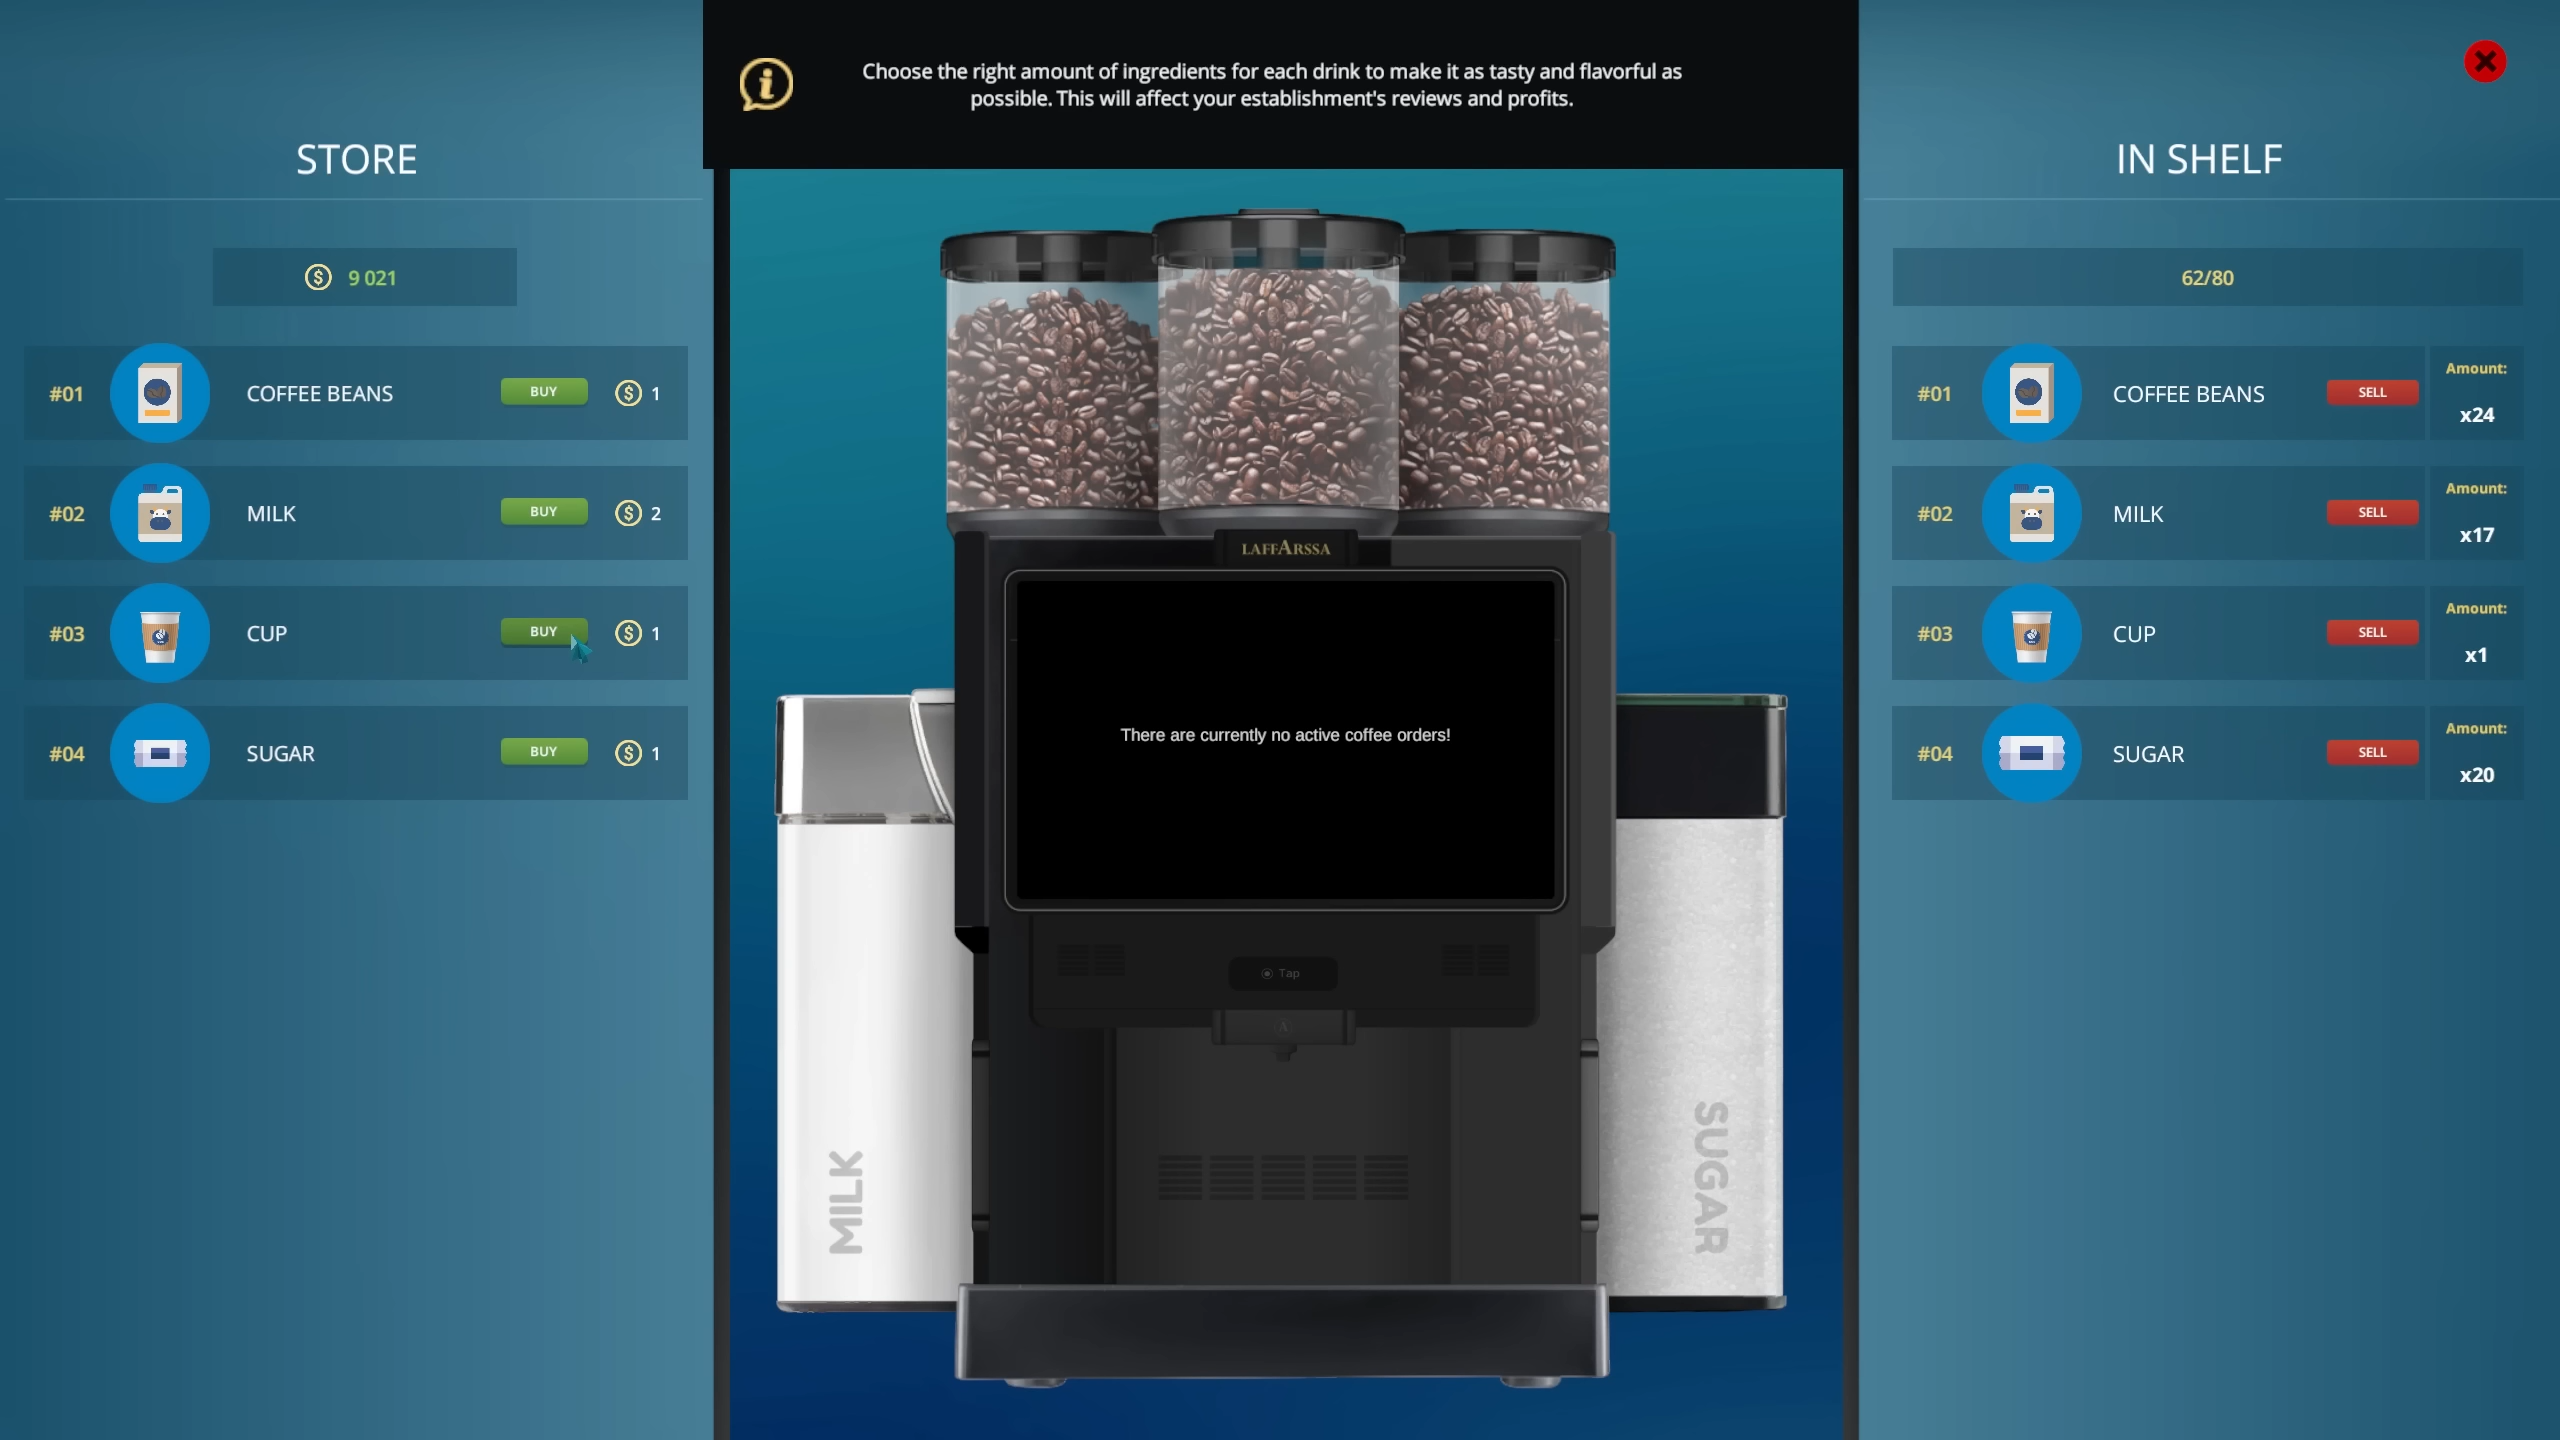 Choose the right amount of ingredients for each drink to make it as tasty and flavorful as
possible. This will affect your establishment's reviews and profits.
STORE
9 021
#01 COFFEE BEANS BUY 1
#02 MILK BUY 2
#03 CUP BUY 1
#04 SUGAR BUY 1
LAFFARSSA
There are currently no active coffee orders!
Tap
A
MILK
SUGAR
IN SHELF
62/80
#01 COFFEE BEANS SELL Amount: x24
#02 MILK SELL Amount: x17
#03 CUP SELL Amount: x1
#04 SUGAR SELL Amount: x20